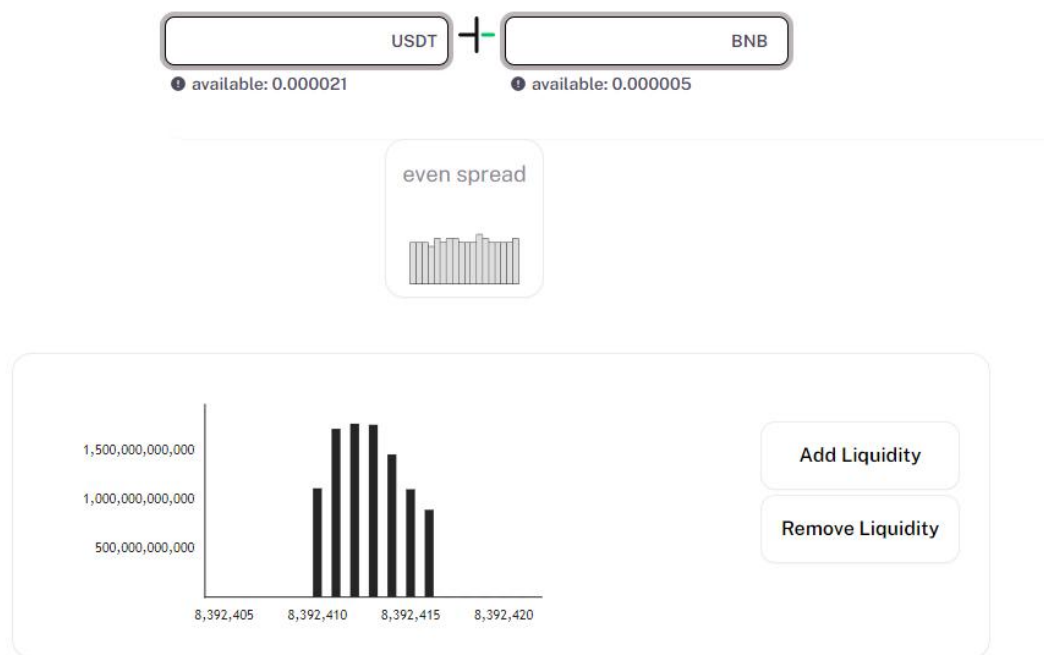 USDT
BNB
available: 0.000021
available: 0.000005
even spread
1,500,000,000,000
1,000,000,000,000
500,000,000,000
8,392,405
8,392,410
8,392,415
8,392,420
Add Liquidity
Remove Liquidity